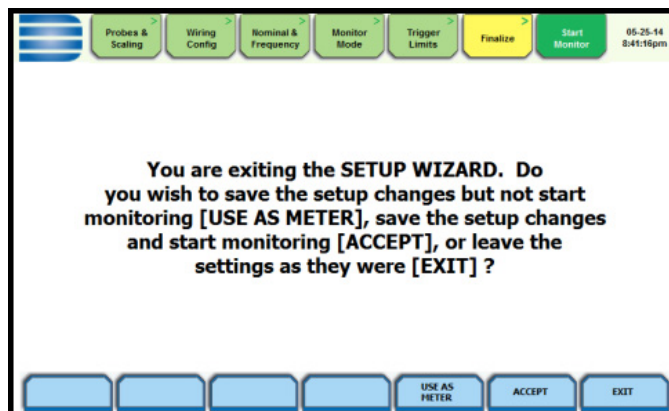 Probes &
Scaling
Wiring
Config
Nominal &
Frequency
Monitor
Mode
Trigger
Limits
Finalize
Start
Monitor
05-25-14
8:41:16pm
You are exiting the SETUP WIZARD. Do
you wish to save the setup changes but not start
monitoring [USE AS METER], save the setup changes
and start monitoring [ACCEPT], or leave the
settings as they were [EXIT] ?
USE AS
METER
ACCEPT
EXIT